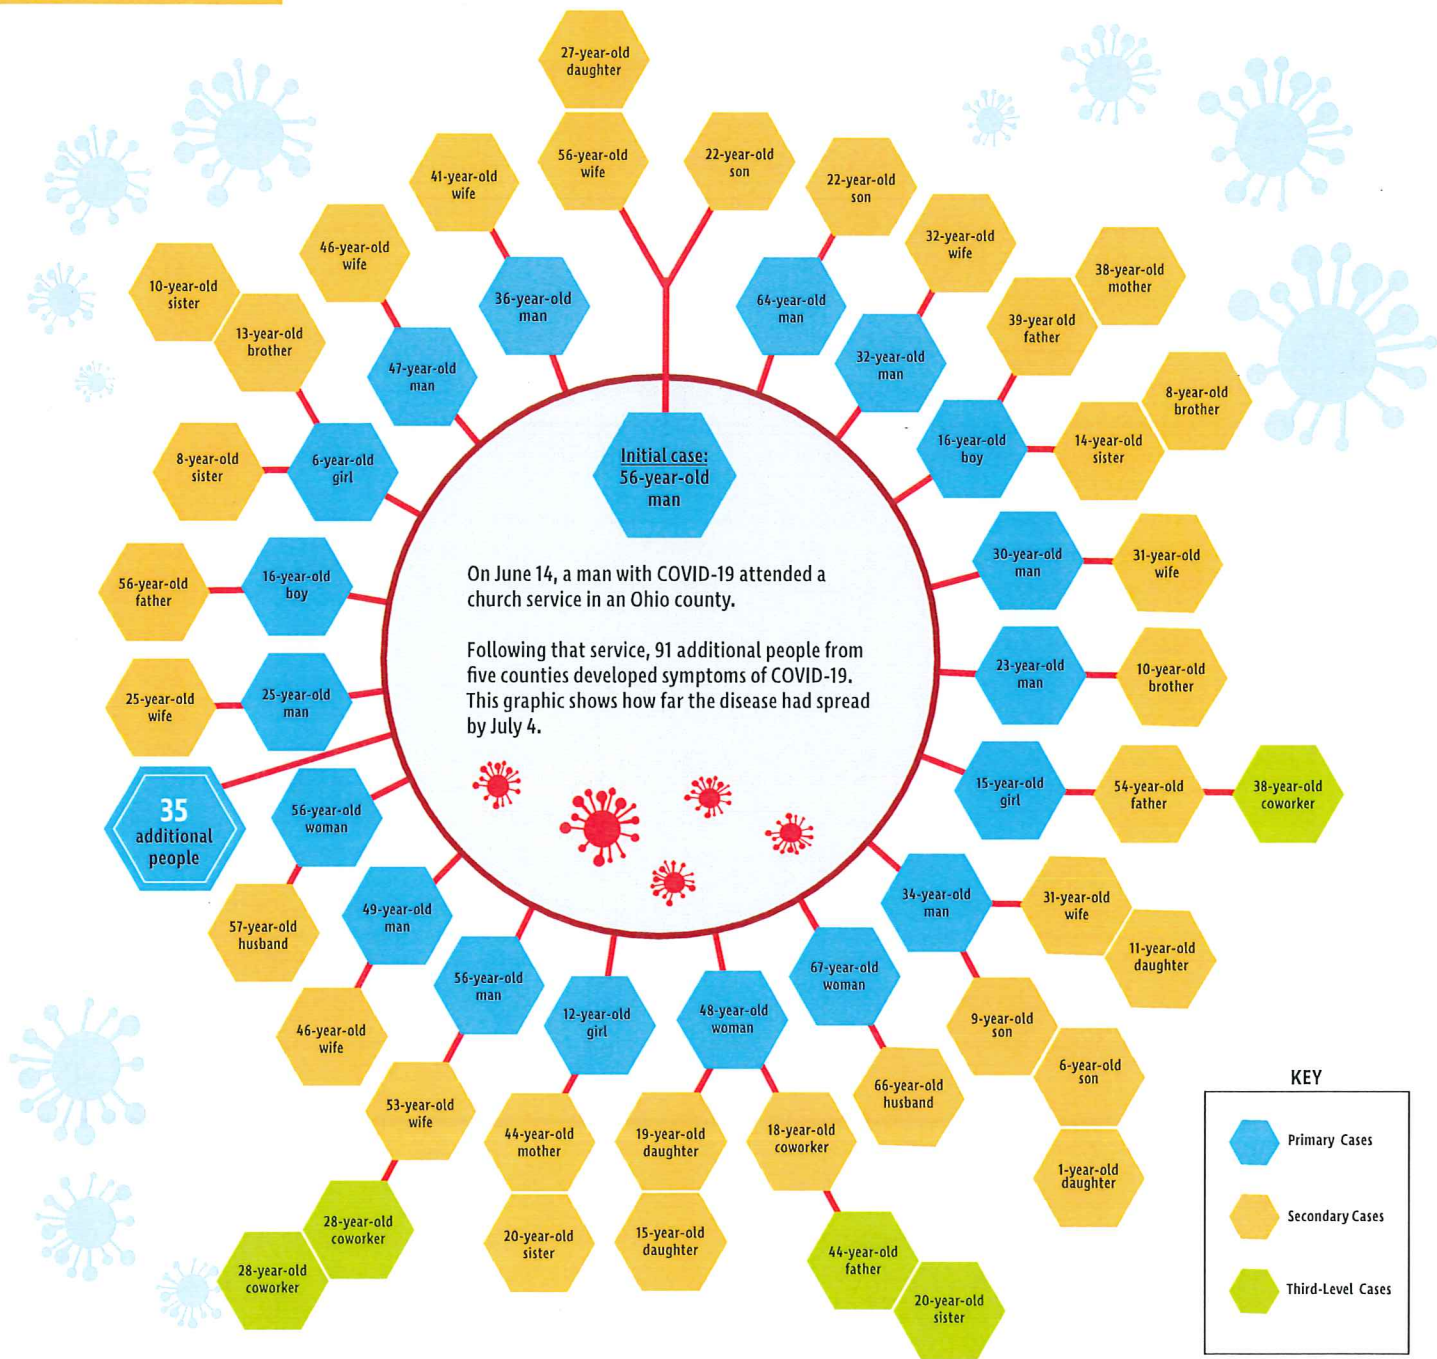 27-year-old
daughter
56-year-old
wife
22-year-old
son
41-year-old
wife
22-year-old
son
46-year-old
wife
32-year-old
wife
10-year-old
sister
13-year-old
brother
38-year-old
mother
39-year old
father
36-year-old
man
64-year-old
man
47-year-old
man
32-year-old
man
8-year-old
brother
14-year-old
sister
16-year-old
boy
8-year-old
sister
6-year-old
girl
Initial case:
56-year-old
man
56-year-old
father
16-year-old
boy
30-year-old
man
31-year-old
wife
On June 14, a man with COVID-19 attended a
church service in an Ohio county.
Following that service, 91 additional people from
five counties developed symptoms of COVID-19.
This graphic shows how far the disease had spread
by July 4.
25-year-old
wife
25-year-old
man
23-year-old
man
10-year-old
brother
35
additional
people
56-year-old
woman
15-year-old
girl
54-year-old
father
38-year-old
coworker
57-year-old
husband
49-year-old
man
34-year-old
man
31-year-old
wife
11-year-old
daughter
46-year-old
wife
56-year-old
man
12-year-old
girl
48-year-old
woman
67-year-old
woman
9-year-old
son
6-year-old
son
1-year-old
daughter
53-year-old
wife
44-year-old
mother
19-year-old
daughter
18-year-old
coworker
66-year-old
husband
28-year-old
coworker
28-year-old
coworker
20-year-old
sister
15-year-old
daughter
44-year-old
father
20-year-old
sister
KEY
Primary Cases
Secondary Cases
Third-Level Cases